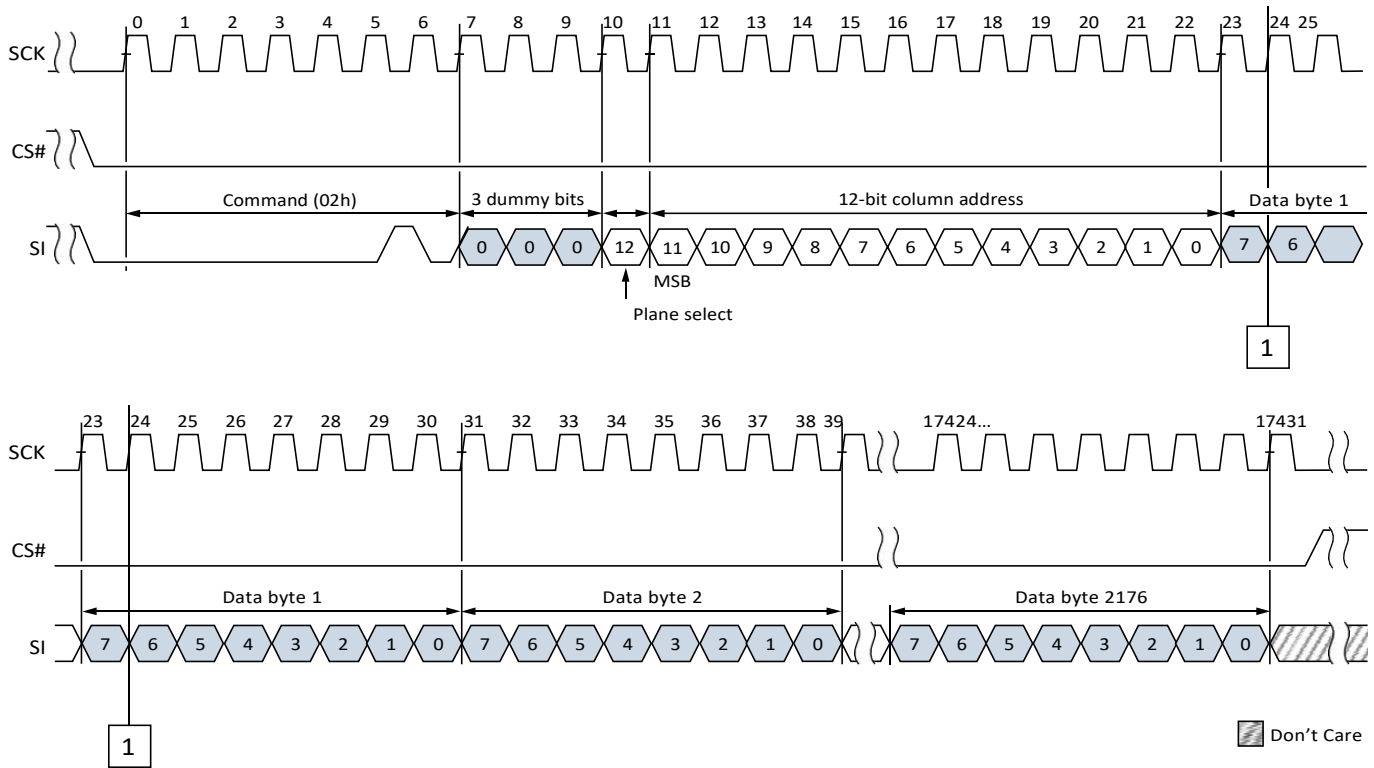 0 1 2 3 4 5 6 7 8 9 10 11 12 13 14 15 16 17 18 19 20 21 22 23 24 25
SCK
CS#
Command (02h) 3 dummy bits 12-bit column address Data byte 1
SI 0 0 0 12 11 10 9 8 7 6 5 4 3 2 1 0 7 6
MSB
Plane select
1
23 24 25 26 27 28 29 30 31 32 33 34 35 36 37 38 39 17424... 17431
SCK
CS#
Data byte 1 Data byte 2 Data byte 2176
SI 7 6 5 4 3 2 1 0 7 6 5 4 3 2 1 0 7 6 5 4 3 2 1 0
1
Don't Care